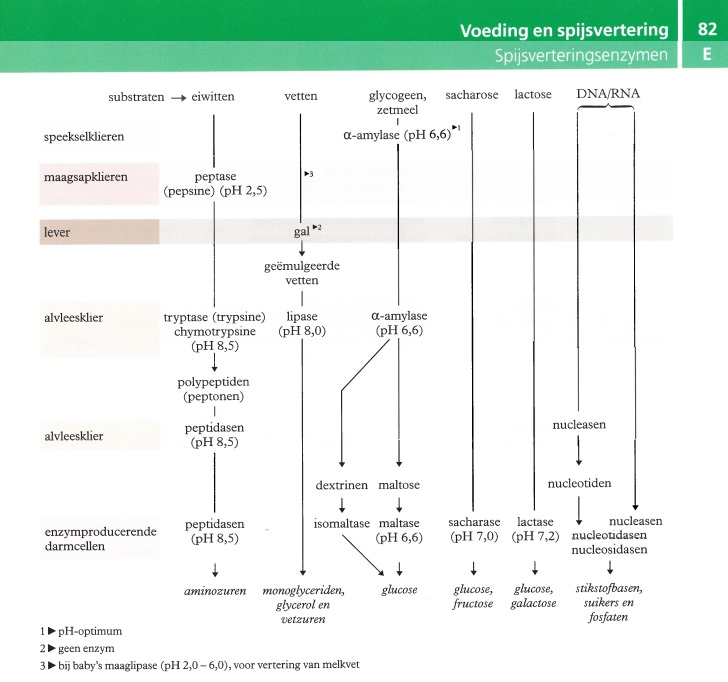 Voeding en spijsvertering 82
Spijsverteringsenzymen E
substraten → eiwitten vetten glycogeen, sacharose lactose DNA/RNA
zetmeel
speekselklieren α-amylase (pH 6,6)▶1
maagsapklieren peptase ▶3
(pepsine) (pH 2,5)
lever gal ▶2
geëmulgeerde
vetten
alvleesklier tryptase (trypsine) lipase α-amylase
chymotrypsine (pH 8,0) (pH 6,6)
(pH 8,5)
polypeptiden
(peptonen)
alvleesklier peptidasen nucleasen
(pH 8,5)
dextrinen maltose nucleotiden
enzymproducerende peptidasen isomaltase maltase sacharase lactase nucleasen
darmcellen (pH 8,5) (pH 6,6) (pH 7,0) (pH 7,2) nucleotidasen
nucleosidasen
aminozuren monoglyceriden, glucose glucose, glucose, stikstofbasen,
glycerol en fructose galactose suikers en
vetzuren fosfaten
1 ▶ pH-optimum
2 ▶ geen enzym
3 ▶ bij baby's maaglipase (pH 2,0 – 6,0), voor vertering van melkvet